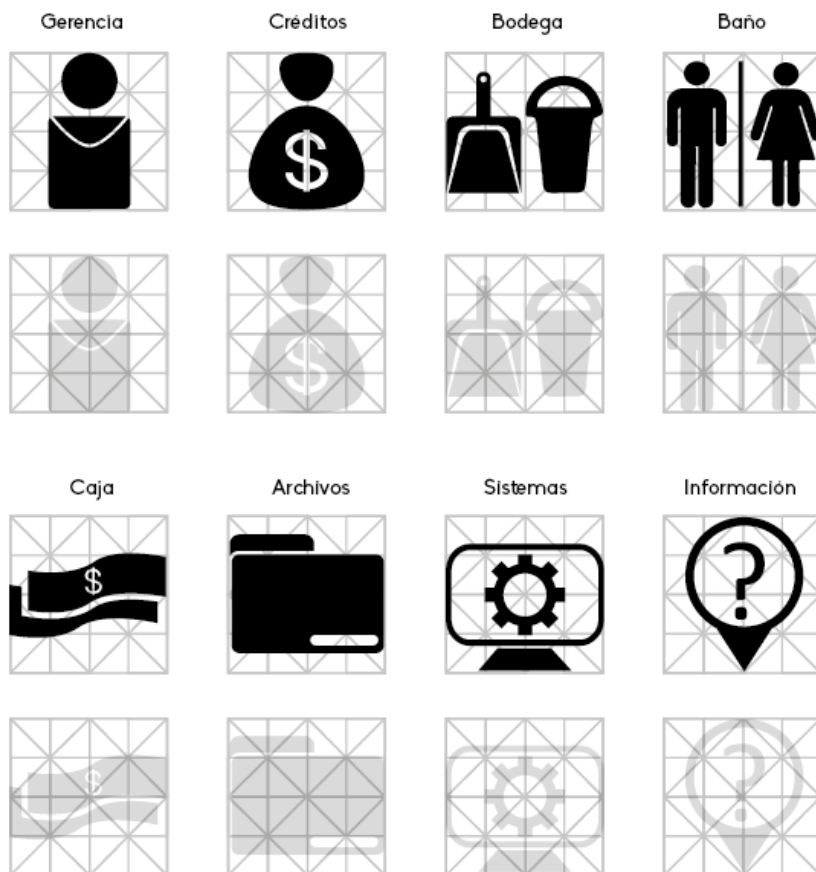 Gerencia
Créditos
Bodega
Baño
$
$
Caja
Archivos
Sistemas
Información
$
?
$
?